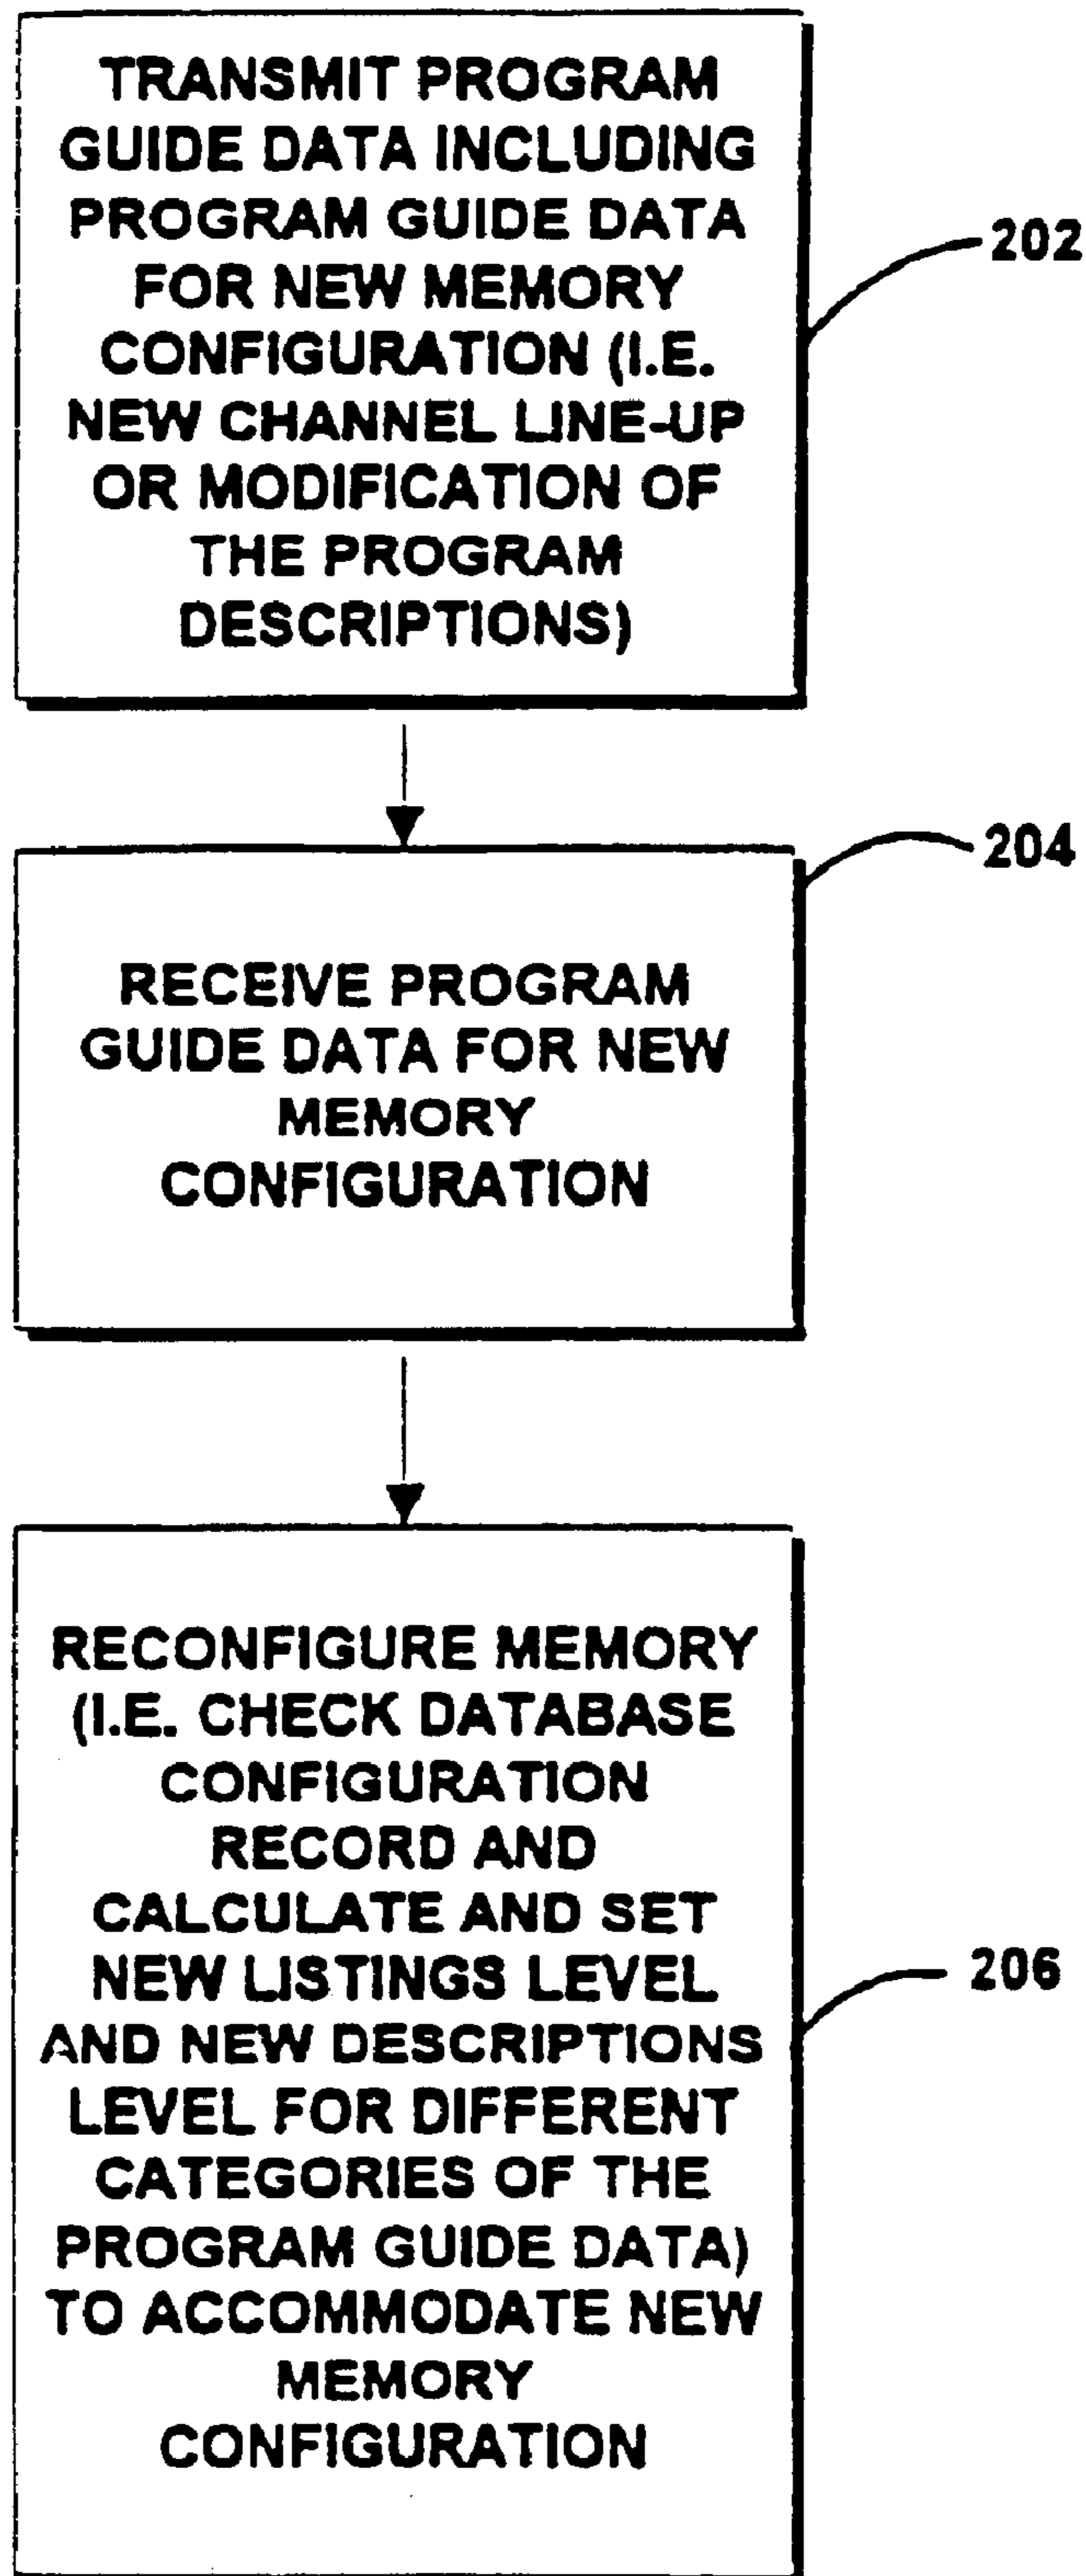 TRANSMIT PROGRAM
GUIDE DATA INCLUDING
PROGRAM GUIDE DATA
FOR NEW MEMORY
CONFIGURATION (I.E.
NEW CHANNEL LINE-UP
OR MODIFICATION OF
THE PROGRAM
DESCRIPTIONS)
202
RECEIVE PROGRAM
GUIDE DATA FOR NEW
MEMORY
CONFIGURATION
204
RECONFIGURE MEMORY
(I.E. CHECK DATABASE
CONFIGURATION
RECORD AND
CALCULATE AND SET
NEW LISTINGS LEVEL
AND NEW DESCRIPTIONS
LEVEL FOR DIFFERENT
CATEGORIES OF THE
PROGRAM GUIDE DATA)
TO ACCOMMODATE NEW
MEMORY
CONFIGURATION
206